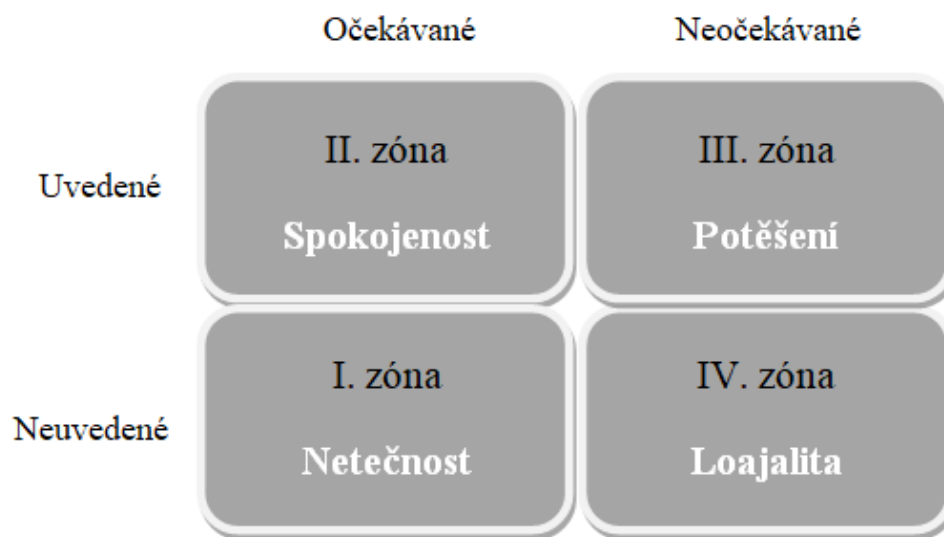 Očekávané Neočekávané
Uvedené
II. zóna
Spokojenost
III. zóna
Potěšení
Neuvedené
I. zóna
Netečnost
IV. zóna
Loajalita